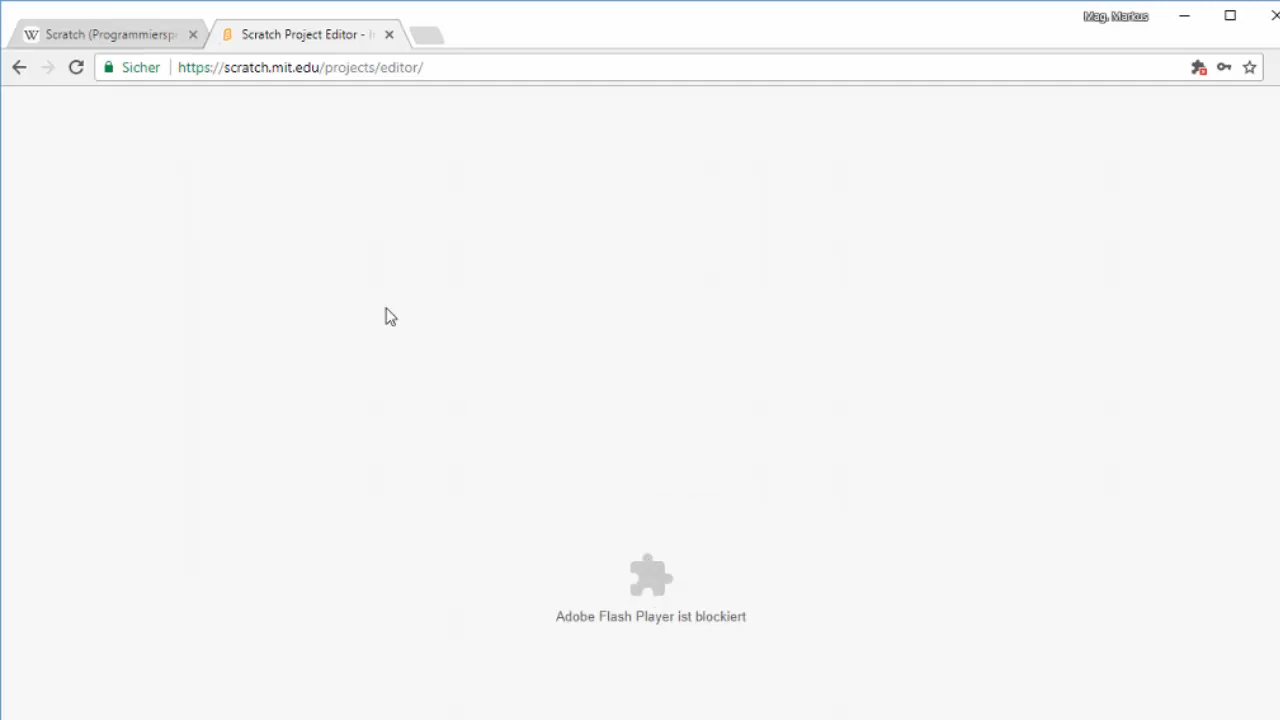 Mag. Markus
W Scratch (Programmiersp
Scratch Project Editor -
Sicher
https://scratch.mit.edu/projects/editor/
Adobe Flash Player ist blockiert